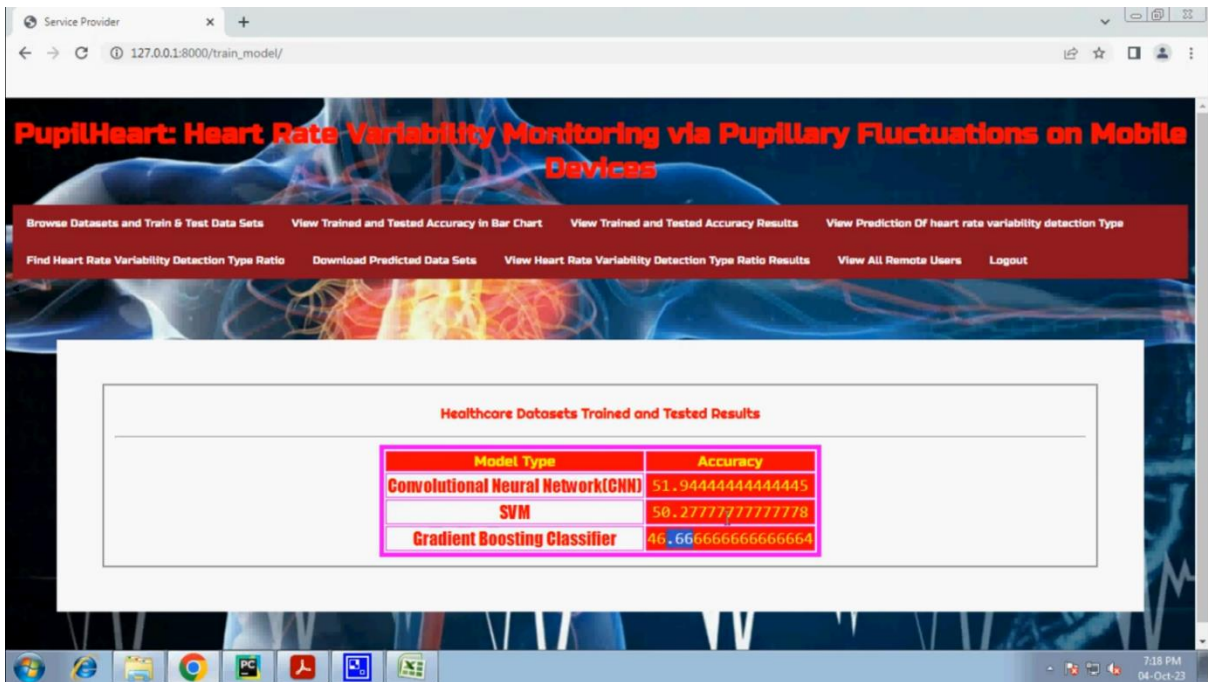 Service Provider
127.0.0.1:8000/train_model/
PupilHeart: Heart Rate Variability Monitoring via Pupillary Fluctuations on Mobile
Devices
Browse Datasets and Train & Test Data Sets View Trained and Tested Accuracy in Bar Chart View Trained and Tested Accuracy Results View Prediction Of heart rate variability detection Type
Find Heart Rate Variability Detection Type Ratio Download Predicted Data Sets View Heart Rate Variability Detection Type Ratio Results View All Remote Users Logout
Healthcare Datasets Trained and Tested Results
Model Type Accuracy
Convolutional Neural Network(CNN) 51.94444444444445
SVM 50.27777777777778
Gradient Boosting Classifier 46.666666666666664
PC
7:18 PM
04-Oct-23